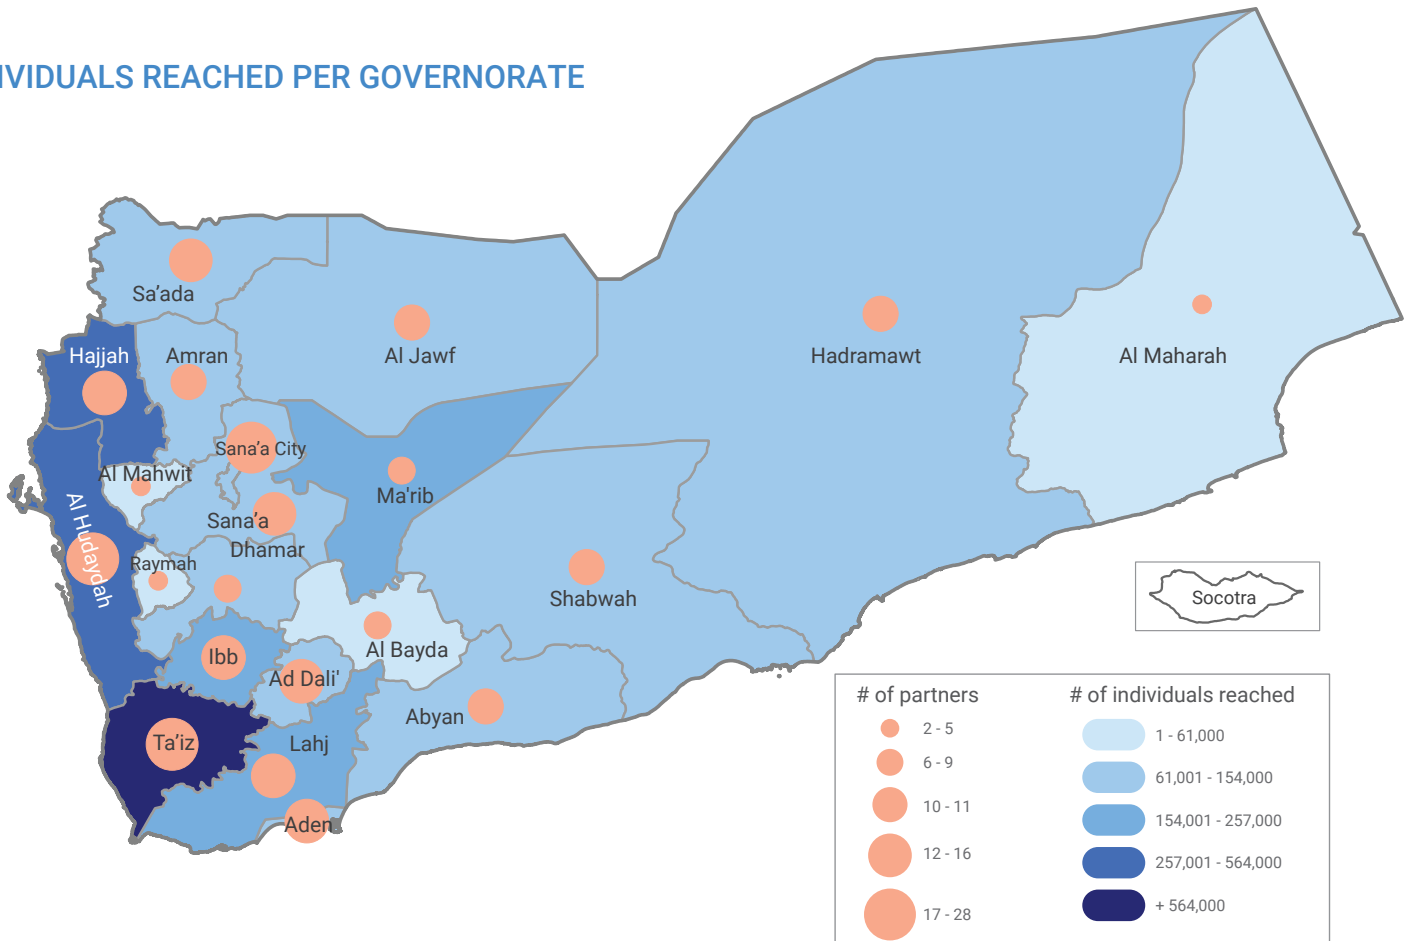 IVIDUALS REACHED PER GOVERNORATE
Sa'ada
Hajjah
Amran
Al Jawf
Hadramawt
Al Maharah
Sana'a City
Al Mahwit
Ma'rib
Al Hudaydah
Sana'a
Dhamar
Raymah
Shabwah
Socotra
Ibb
Al Bayda
Ad Dali'
Abyan
Ta'iz
Lahj
Aden
# of partners
2 - 5
6 - 9
10 - 11
12 - 16
17 - 28
# of individuals reached
1 - 61,000
61,001 - 154,000
154,001 - 257,000
257,001 - 564,000
+ 564,000